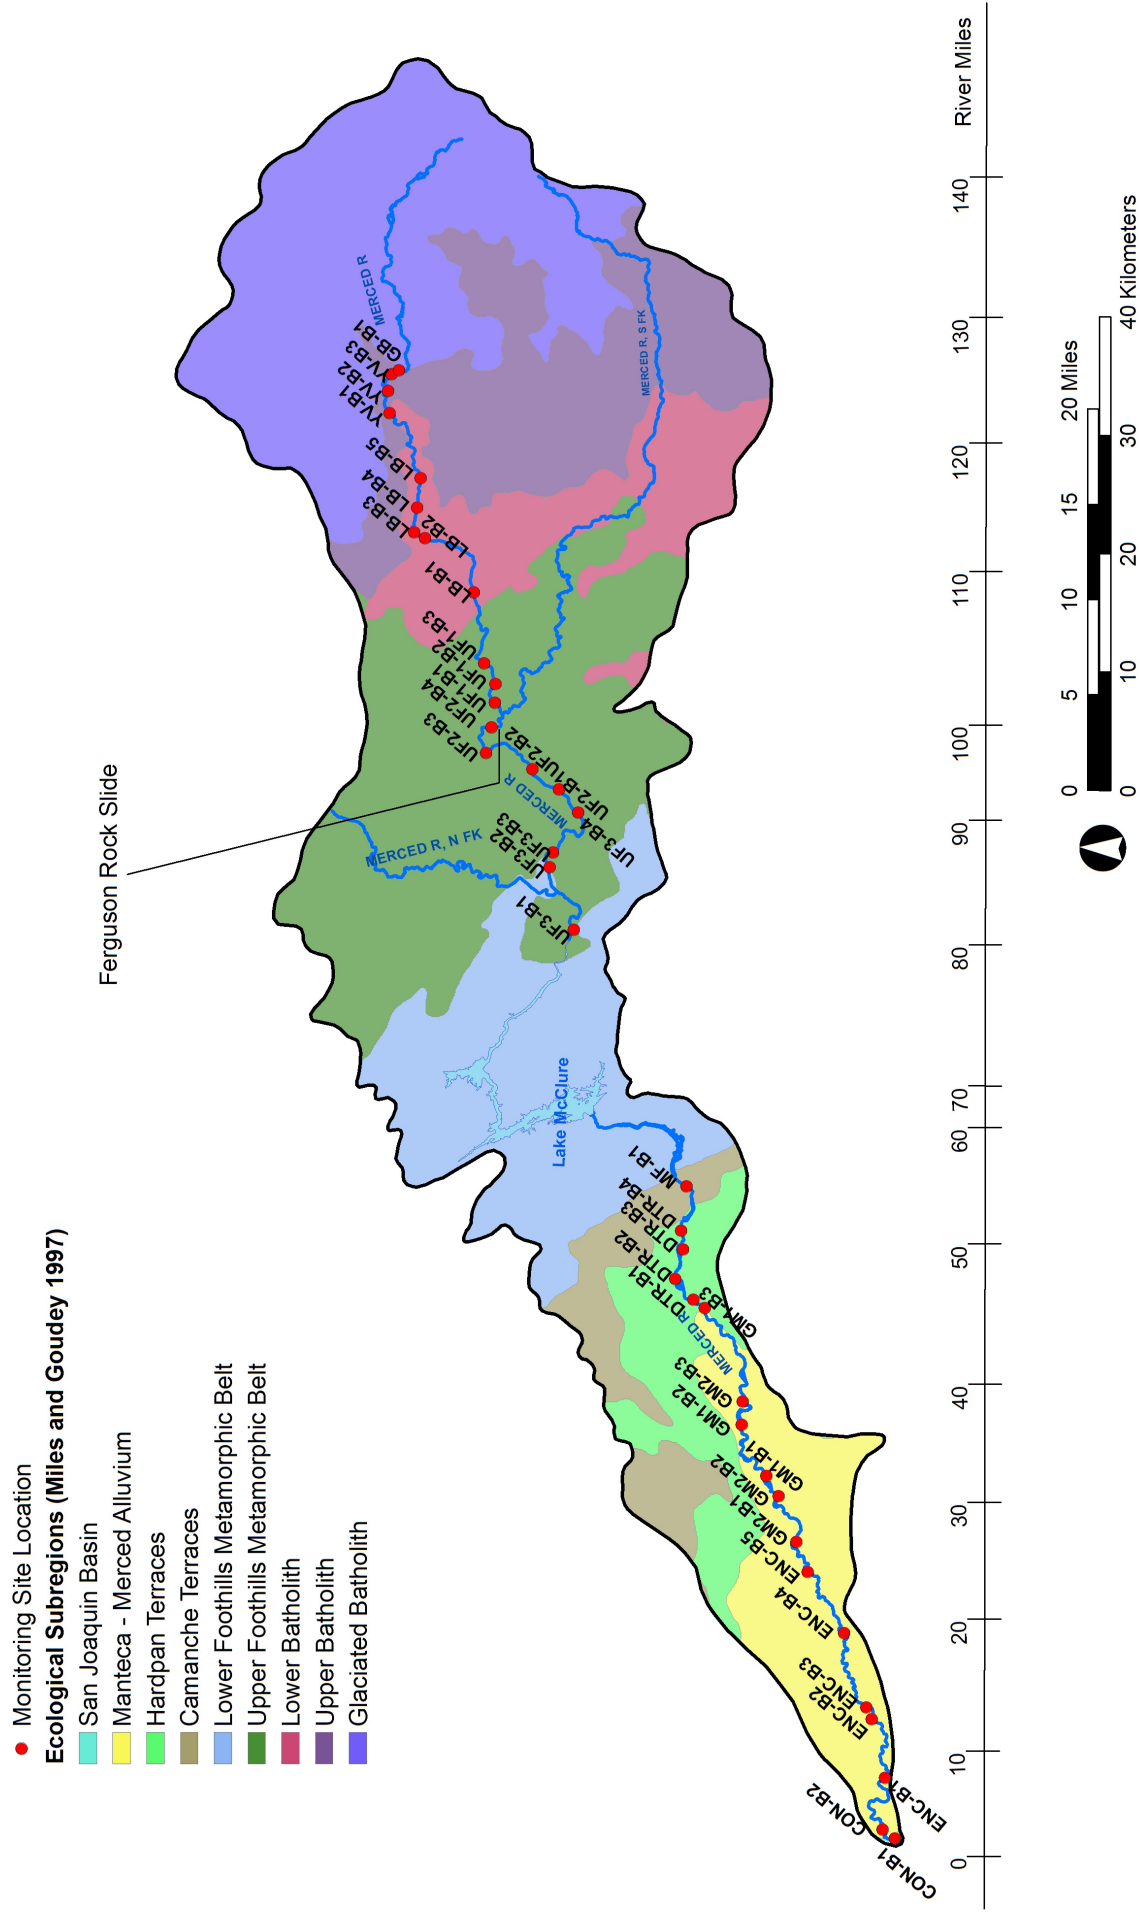 Monitoring Site Location
Ecological Subregions (Miles and Goudey 1997)
San Joaquin Basin
Manteca - Merced Alluvium
Hardpan Terraces
Camanche Terraces
Lower Foothills Metamorphic Belt
Upper Foothills Metamorphic Belt
Lower Batholith
Upper Batholith
Glaciated Batholith
Ferguson Rock Slide
MERCED R, N FK
MERCED R
MERCED R, S FK
MERCED R
MERCED R
Lake McClure
CON-B1
CON-B2
ENC-B1
ENC-B2
ENC-B3
ENC-B4
ENC-B5
GM2-B1
GM2-B2
GM1-B1
GM1-B2
GM2-B3
GM1-B3
DTR-B1
DTR-B2
DTR-B3
DTR-B4
MF-B1
UF3-B1
UF3-B2
UF3-B3
UF3-B4
UF2-B1
UF2-B2
UF2-B3
UF2-B4
UF1-B1
UF1-B2
UF1-B3
LB-B1
LB-B2
LB-B3
LB-B4
LB-B5
YV-B1
YV-B2
YV-B3
GB-B1
River Miles
0 10 20 30 40 50 60 70 80 90 100 110 120 130 140
0 5 10 15 20 Miles
0 10 20 30 40 Kilometers